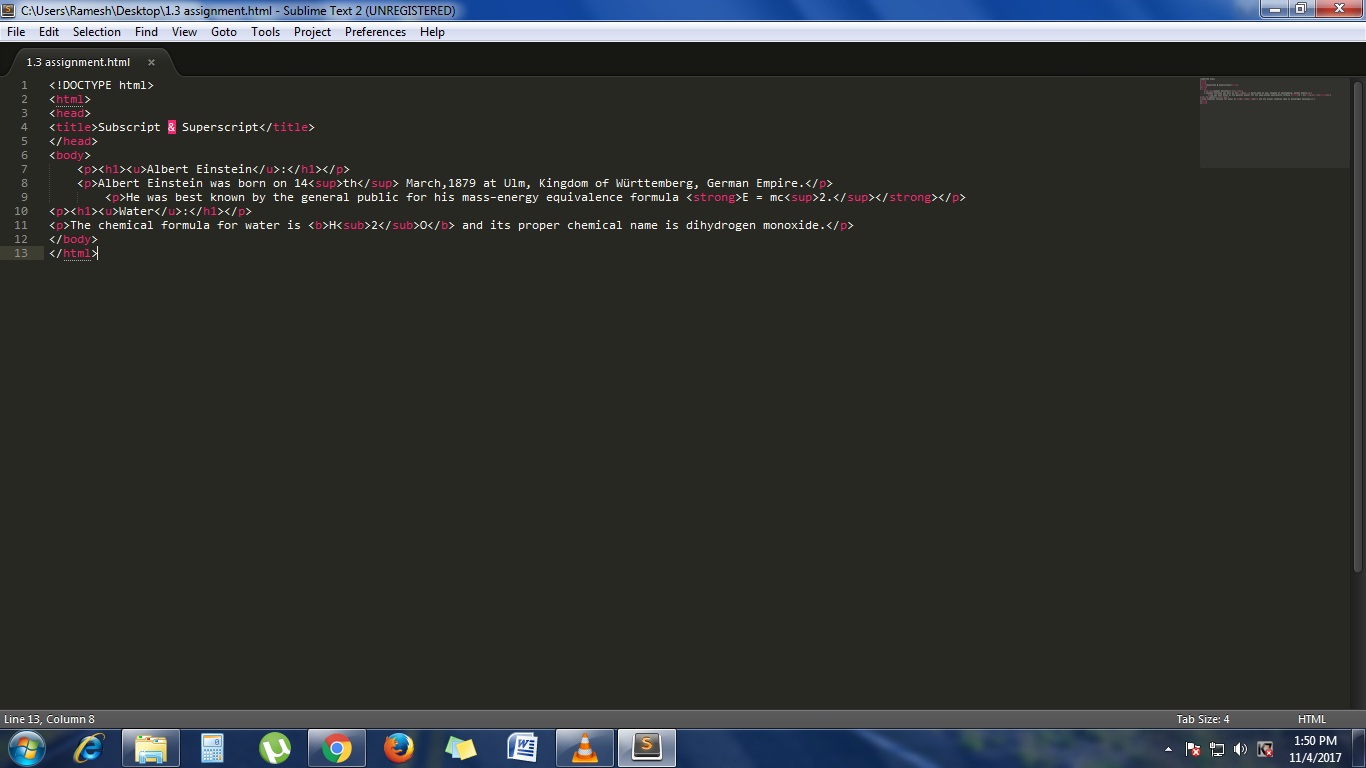 C:\Users\Ramesh\Desktop\1.3 assignment.html - Sublime Text 2 (UNREGISTERED)
File Edit Selection Find View Goto Tools Project Preferences Help
1.3 assignment.html ×
1 <!DOCTYPE html>
2 <html>
3 <head>
4 <title>Subscript & Superscript</title>
5 </head>
6 <body>
7 <p><h1><u>Albert Einstein</u>:</h1></p>
8 <p>Albert Einstein was born on 14<sup>th</sup> March,1879 at Ulm, Kingdom of Württemberg, German Empire.</p>
9 <p>He was best known by the general public for his mass-energy equivalence formula <strong>E = mc<sup>2.</sup></strong></p>
10 <p><h1><u>Water</u>:</h1></p>
11 <p>The chemical formula for water is <b>H<sub>2</sub>O</b> and its proper chemical name is dihydrogen monoxide.</p>
12 </body>
13 </html>
Line 13, Column 8 Tab Size: 4 HTML
1:50 PM
11/4/2017